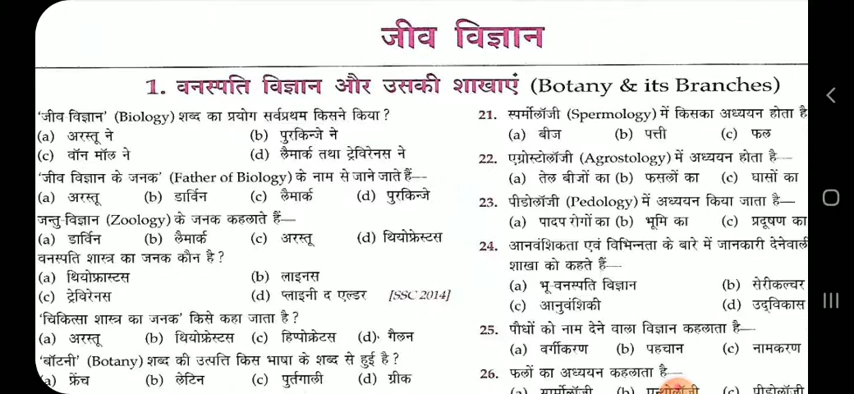 जीव विज्ञान
1. वनस्पति विज्ञान और उसकी शाखाएं (Botany & its Branches)
'जीव विज्ञान' (Biology) शब्द का प्रयोग सर्वप्रथम किसने किया ?
(a) अरस्तू ने (b) पुरकिन्जे ने
(c) वॉन मॉल ने (d) लैमार्क तथा ट्रेविरेनस ने
'जीव विज्ञान के जनक' (Father of Biology) के नाम से जाने जाते हैं—
(a) अरस्तू (b) डार्विन (c) लैमार्क (d) पुरकिन्जे
जन्तु-विज्ञान (Zoology) के जनक कहलाते हैं—
(a) डार्विन (b) लैमार्क (c) अरस्तू (d) थियोफ्रेस्टस
वनस्पति शास्त्र का जनक कौन है ?
(a) थियोफ्रास्टस (b) लाइनस
(c) ट्रेविरेनस (d) प्लाइनी द एल्डर [SSC 2014]
'चिकित्सा शास्त्र का जनक' किसे कहा जाता है ?
(a) अरस्तू (b) थियोफ्रेस्टस (c) हिप्पोक्रेटस (d) गैलन
'बॉटनी' (Botany) शब्द की उत्पति किस भाषा के शब्द से हुई है ?
(a) फ्रेंच (b) लेटिन (c) पुर्तगाली (d) ग्रीक
21. स्पर्मोलॉजी (Spermology) में किसका अध्ययन होता है
(a) बीज (b) पत्ती (c) फल
22. एग्रोस्टोलॉजी (Agrostology) में अध्ययन होता है—
(a) तेल बीजों का (b) फसलों का (c) घासों का
23. पीडोलॉजी (Pedology) में अध्ययन किया जाता है—
(a) पादप रोगों का (b) भूमि का (c) प्रदूषण का
24. आनवंशिकता एवं विभिन्नता के बारे में जानकारी देनेवाली
शाखा को कहते हैं—
(a) भू-वनस्पति विज्ञान (b) सेरीकल्चर
(c) आनुवंशिकी (d) उद्विकास
25. पौधों को नाम देने वाला विज्ञान कहलाता है—
(a) वर्गीकरण (b) पहचान (c) नामकरण
26. फलों का अध्ययन कहलाता है—
(b) (c) पीडोलॉजी